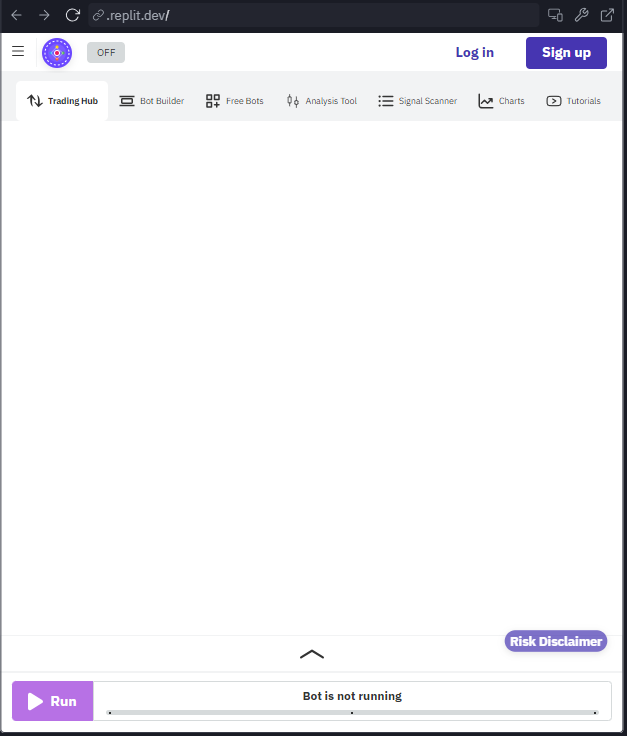 .replit.dev/
OFF
Log in
Sign up
Trading Hub
Bot Builder
Free Bots
Analysis Tool
Signal Scanner
Charts
Tutorials
Risk Disclaimer
Run
Bot is not running